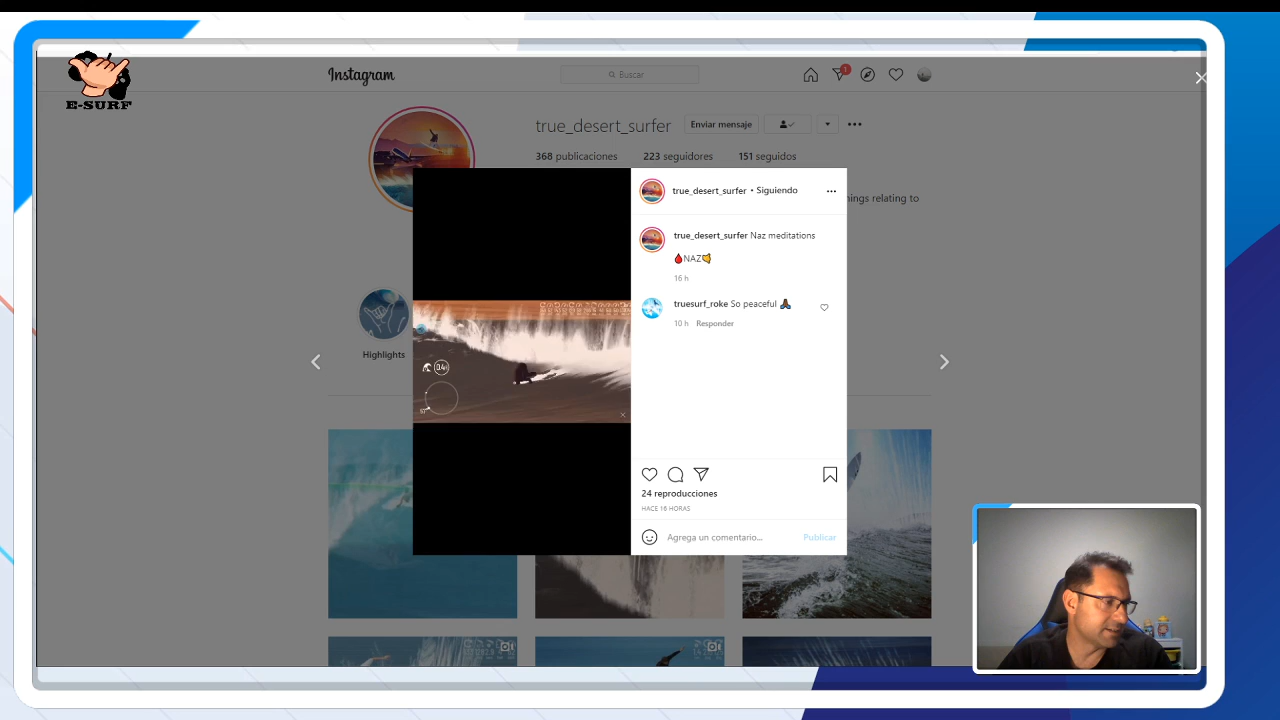 E-SURF
Instagram
Buscar
1
true_desert_surfer Enviar mensaje
368 publicaciones 223 seguidores 151 seguidos
true_desert_surfer • Siguiendo
hings relating to
true_desert_surfer Naz meditations
🩸NAZ🤙
16 h
truesurf_roke So peaceful 🙏🏿
10 h Responder
Highlights
24 reproducciones
HACE 16 HORAS
Agrega un comentario... Publicar